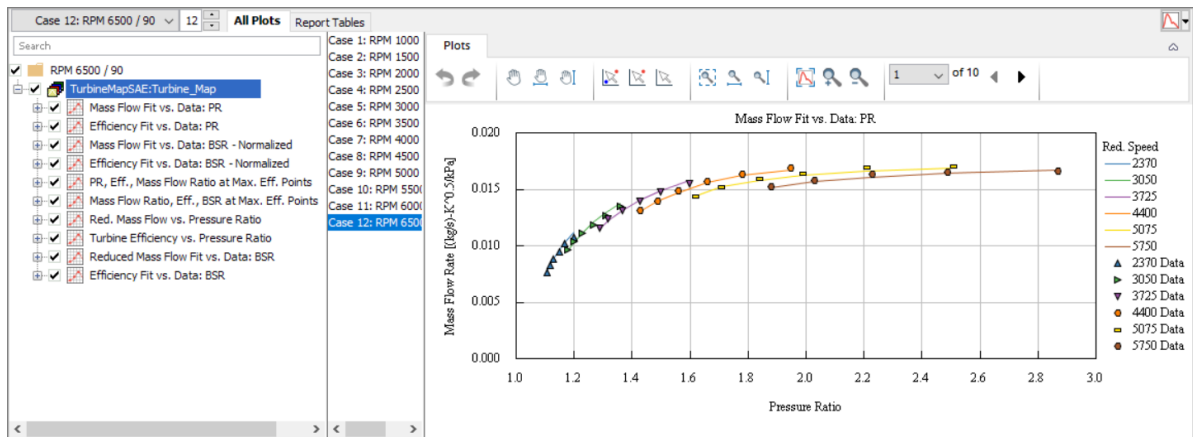 Case 12: RPM 6500 / 90
12
All Plots
Report Tables
Search
RPM 6500 / 90
TurbineMapSAE:Turbine_Map
Mass Flow Fit vs. Data: PR
Efficiency Fit vs. Data: PR
Mass Flow Fit vs. Data: BSR - Normalized
Efficiency Fit vs. Data: BSR - Normalized
PR, Eff., Mass Flow Ratio at Max. Eff. Points
Mass Flow Ratio, Eff., BSR at Max. Eff. Points
Red. Mass Flow vs. Pressure Ratio
Turbine Efficiency vs. Pressure Ratio
Reduced Mass Flow Fit vs. Data: BSR
Efficiency Fit vs. Data: BSR
Case 1: RPM 1000
Case 2: RPM 1500
Case 3: RPM 2000
Case 4: RPM 2500
Case 5: RPM 3000
Case 6: RPM 3500
Case 7: RPM 4000
Case 8: RPM 4500
Case 9: RPM 5000
Case 10: RPM 550
Case 11: RPM 600
Case 12: RPM 650
Plots
1 of 10
Mass Flow Fit vs. Data: PR
Mass Flow Rate [(kg/s)-K^0.5/kPa]
0.020
0.015
0.010
0.005
0.000
1.0 1.2 1.4 1.6 1.8 2.0 2.2 2.4 2.6 2.8 3.0
Pressure Ratio
Red. Speed
2370
3050
3725
4400
5075
5750
2370 Data
3050 Data
3725 Data
4400 Data
5075 Data
5750 Data